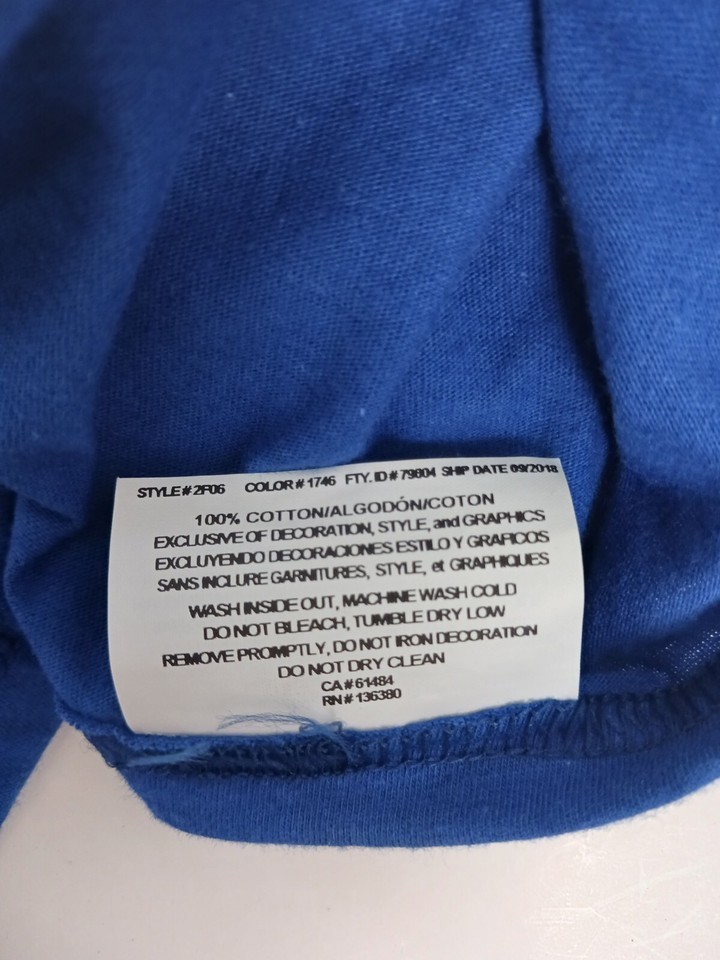 STYLE# 2F06 COLOR # 1746 FTY. ID # 79804 SHIP DATE 09/2018
100% COTTON/ALGODÓN/COTON
EXCLUSIVE OF DECORATION, STYLE, and GRAPHICS
EXCLUYENDO DECORACIONES ESTILO Y GRAFICOS
SANS INCLURE GARNITURES, STYLE, et GRAPHIQUES
WASH INSIDE OUT, MACHINE WASH COLD
DO NOT BLEACH, TUMBLE DRY LOW
REMOVE PROMPTLY, DO NOT IRON DECORATION
DO NOT DRY CLEAN
CA # 61484
RN # 136380